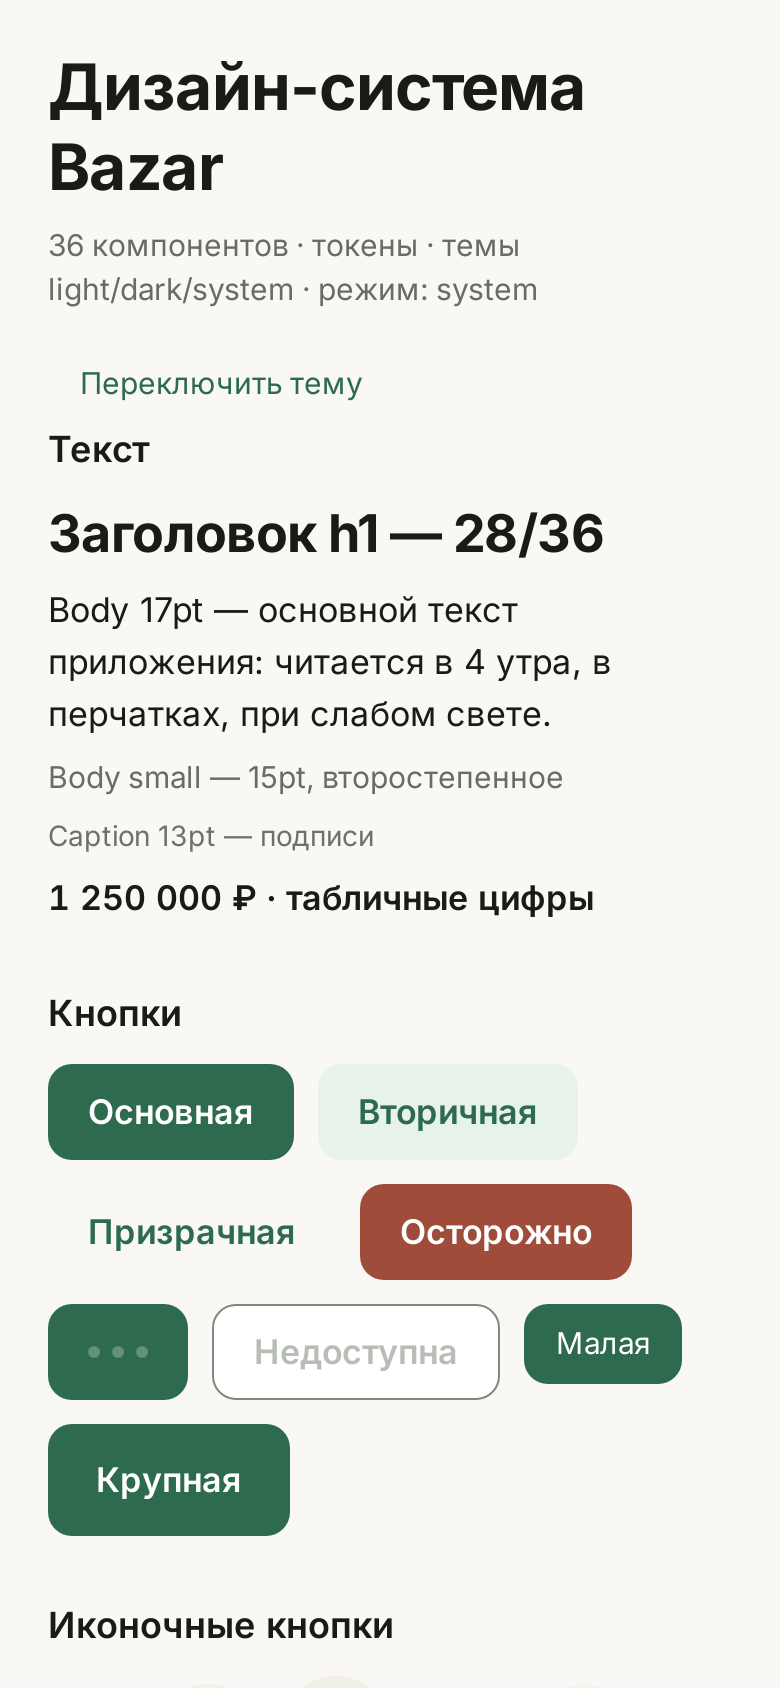 Дизайн-система
Bazar
36 компонентов · токены · темы
light/dark/system · режим: system
Переключить тему
Текст
Заголовок h1 — 28/36
Body 17pt — основной текст
приложения: читается в 4 утра, в
перчатках, при слабом свете.
Body small — 15pt, второстепенное
Caption 13pt — подписи
1 250 000 ₽ · табличные цифры
Кнопки
Основная
Вторичная
Призрачная
Осторожно
Недоступна
Малая
Крупная
Иконочные кнопки